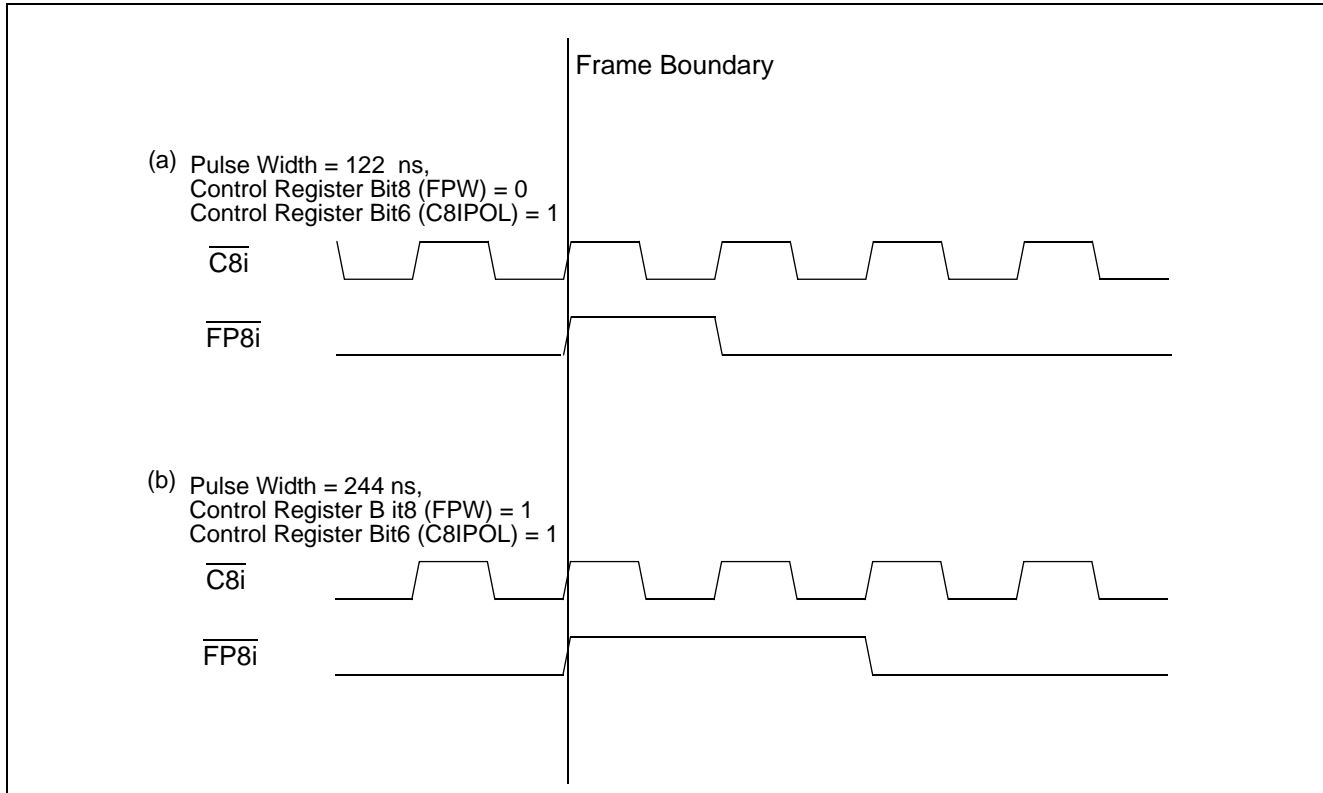 Frame Boundary
(a) Pulse Width = 122 ns,
Control Register Bit8 (FPW) = 0
Control Register Bit6 (C8IPOL) = 1
C8i
FP8i
(b) Pulse Width = 244 ns,
Control Register B it8 (FPW) = 1
Control Register Bit6 (C8IPOL) = 1
C8i
FP8i